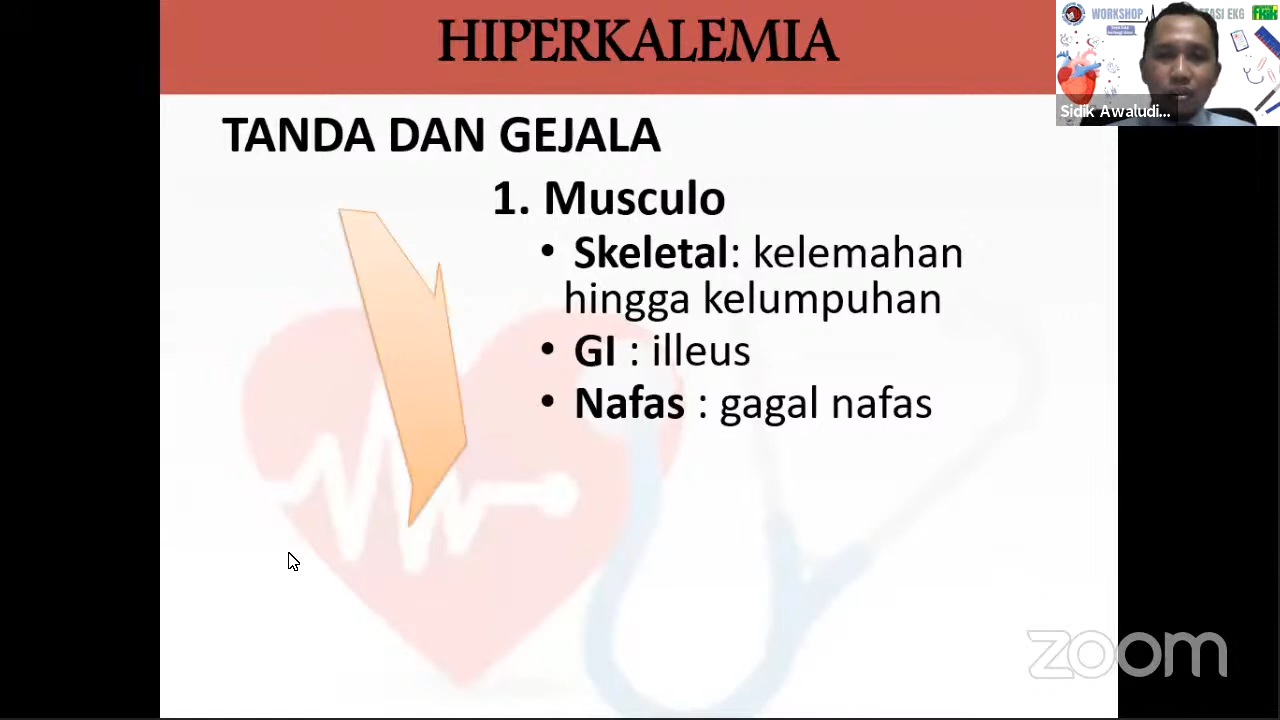 HIPERKALEMIA
WORKSHOP
EKG
Sidik Awaludi...
TANDA DAN GEJALA
1. Musculo
• Skeletal: kelemahan
hingga kelumpuhan
• GI : illeus
• Nafas : gagal nafas
zoom